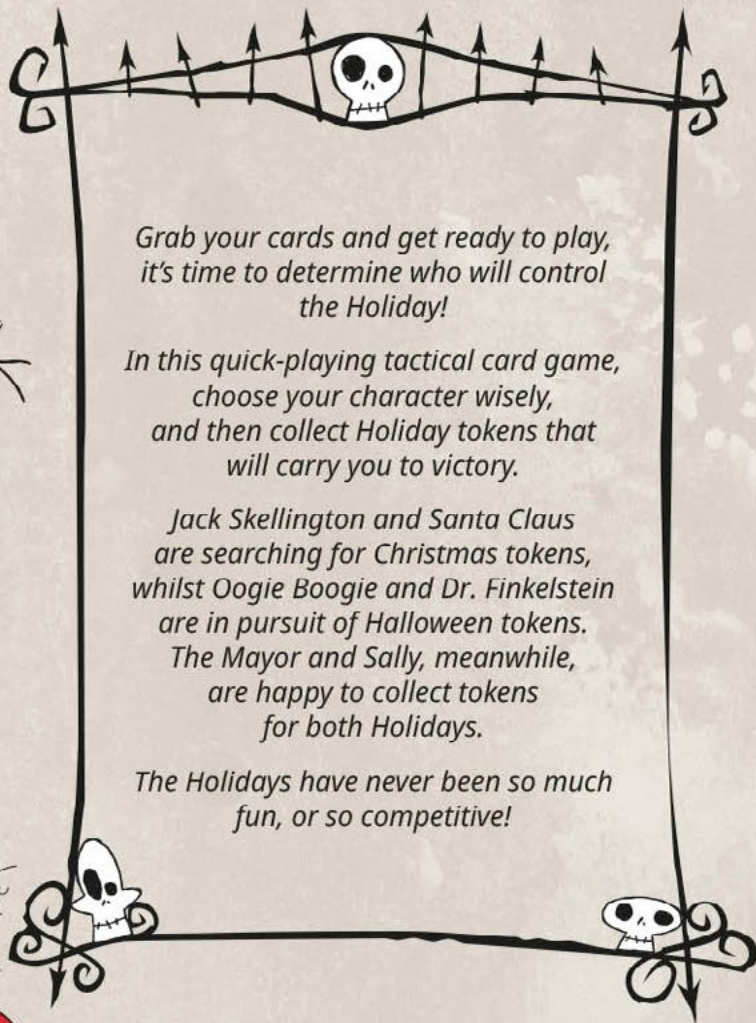 Grab your cards and get ready to play,
it's time to determine who will control
the Holiday!
In this quick-playing tactical card game,
choose your character wisely,
and then collect Holiday tokens that
will carry you to victory.
Jack Skellington and Santa Claus
are searching for Christmas tokens,
whilst Oogie Boogie and Dr. Finkelstein
are in pursuit of Halloween tokens.
The Mayor and Sally, meanwhile,
are happy to collect tokens
for both Holidays.
The Holidays have never been so much
fun, or so competitive!